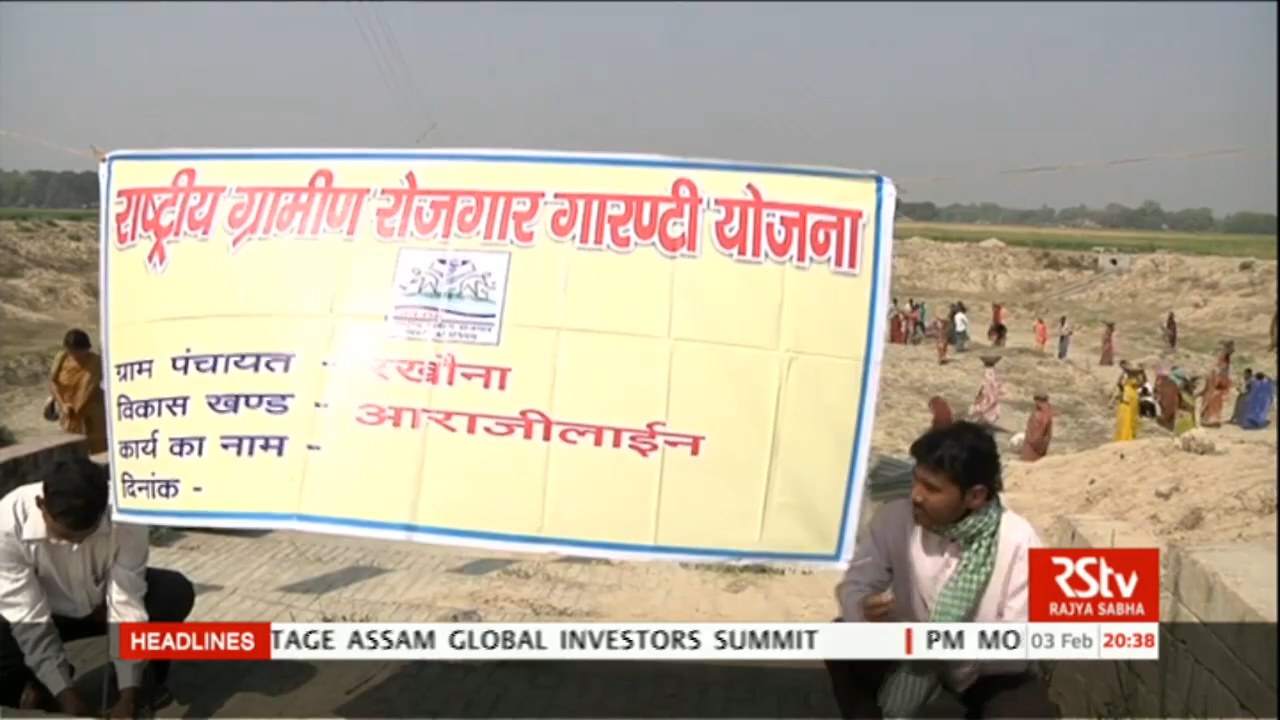 राष्ट्रीय ग्रामीण रोजगार गारण्टी योजना
ग्राम पंचायत - रखौना
विकास खण्ड - आराजीलाईन
कार्य का नाम -
दिनांक -
RStv
RAJYA SABHA
HEADLINES TAGE ASSAM GLOBAL INVESTORS SUMMIT | PM MO 03 Feb 20:38